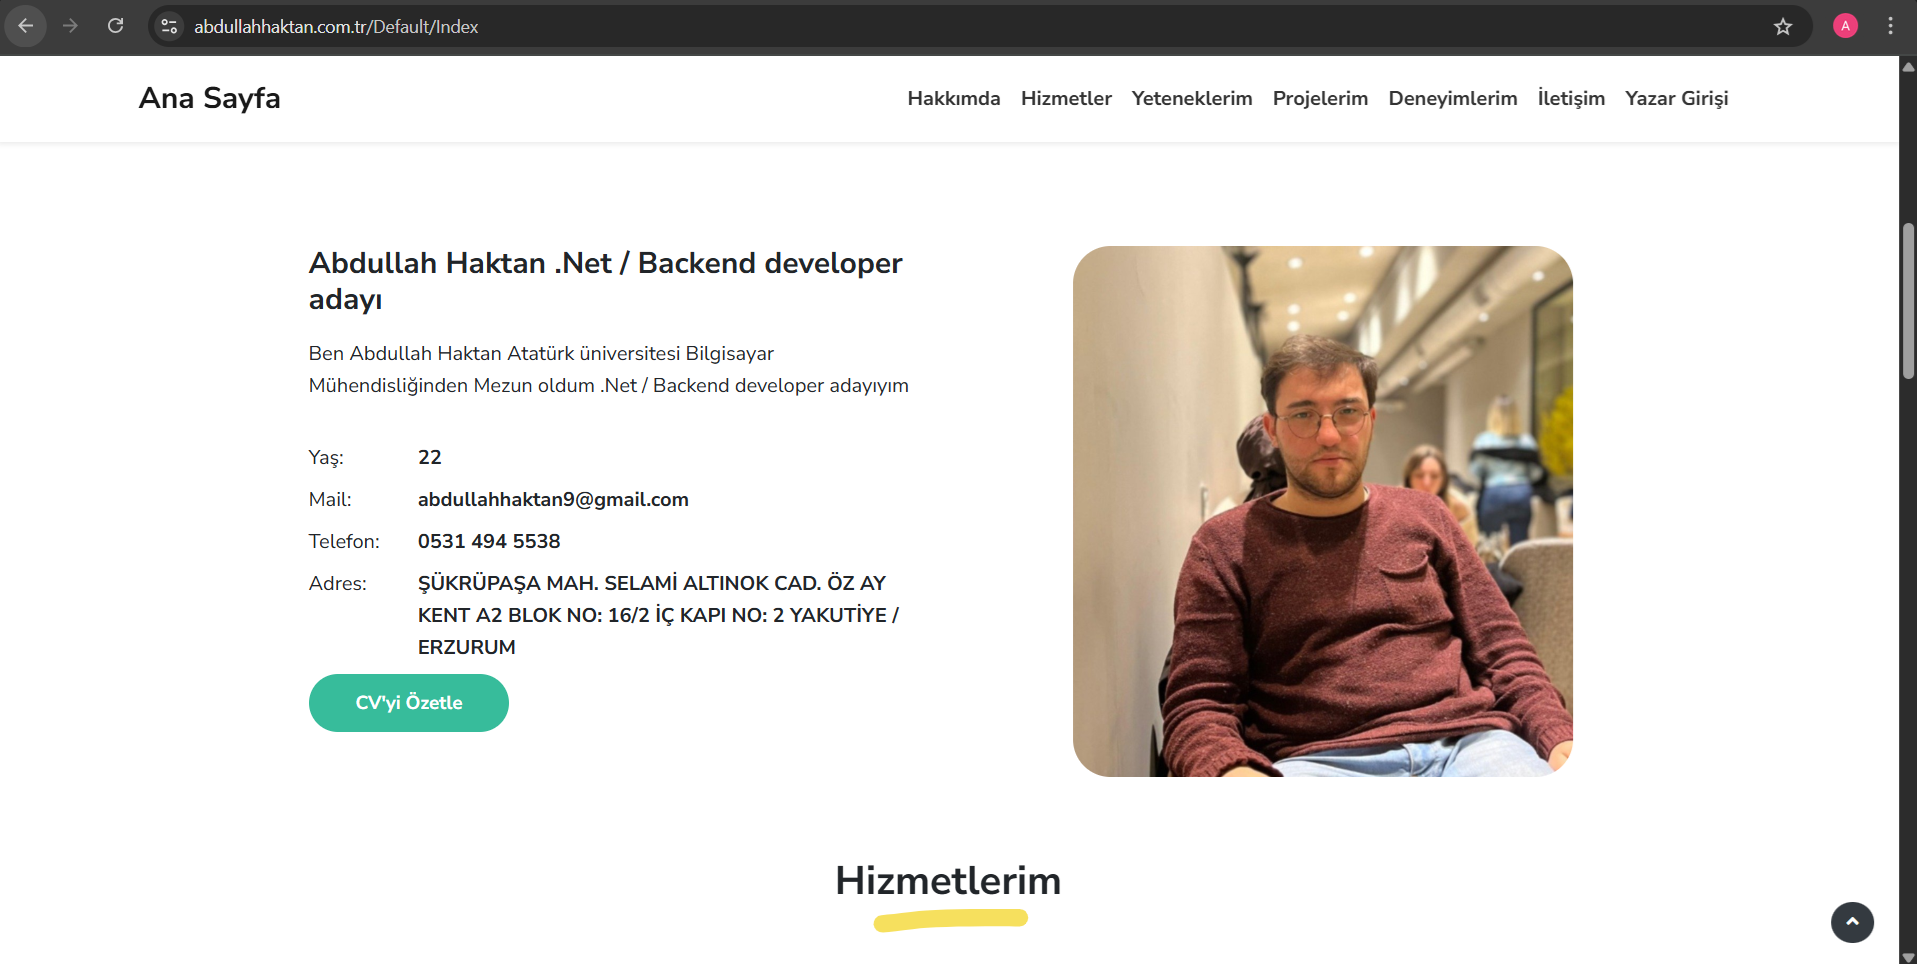 abdullahhaktan.com.tr/Default/Index
A
Ana Sayfa
Hakkımda Hizmetler Yeteneklerim Projelerim Deneyimlerim İletişim Yazar Girişi
Abdullah Haktan .Net / Backend developer
adayı
Ben Abdullah Haktan Atatürk üniversitesi Bilgisayar
Mühendisliğinden Mezun oldum .Net / Backend developer adayıyım
Yaş: 22
Mail: abdullahhaktan9@gmail.com
Telefon: 0531 494 5538
Adres: ŞÜKRÜPAŞA MAH. SELAMİ ALTINOK CAD. ÖZ AY
KENT A2 BLOK NO: 16/2 İÇ KAPI NO: 2 YAKUTİYE /
ERZURUM
CV'yi Özetle
Hizmetlerim